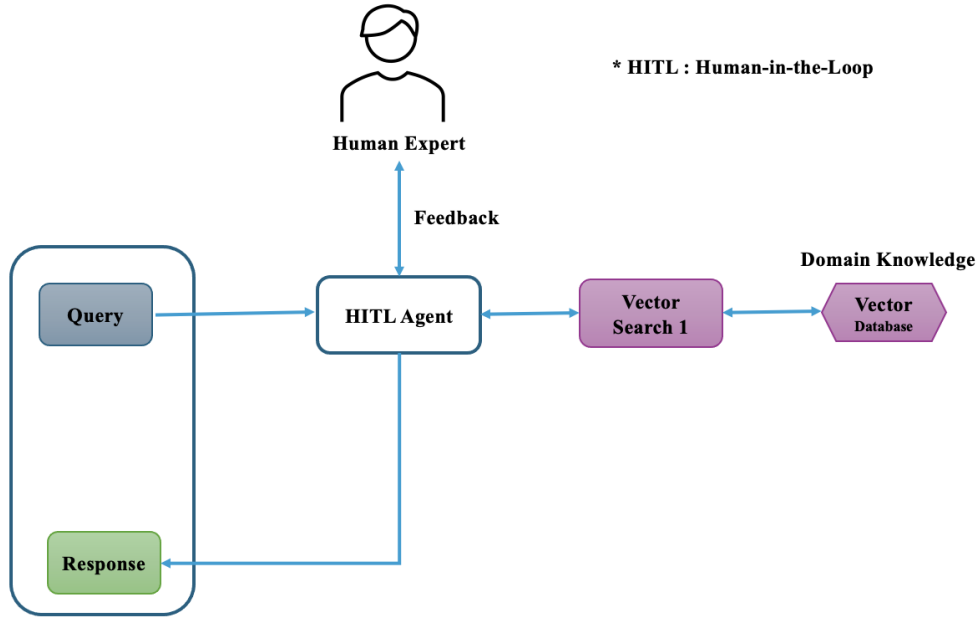 * HITL : Human-in-the-Loop
Human Expert
Feedback
Domain Knowledge
Query
HITL Agent
Vector
Search 1
Vector
Database
Response